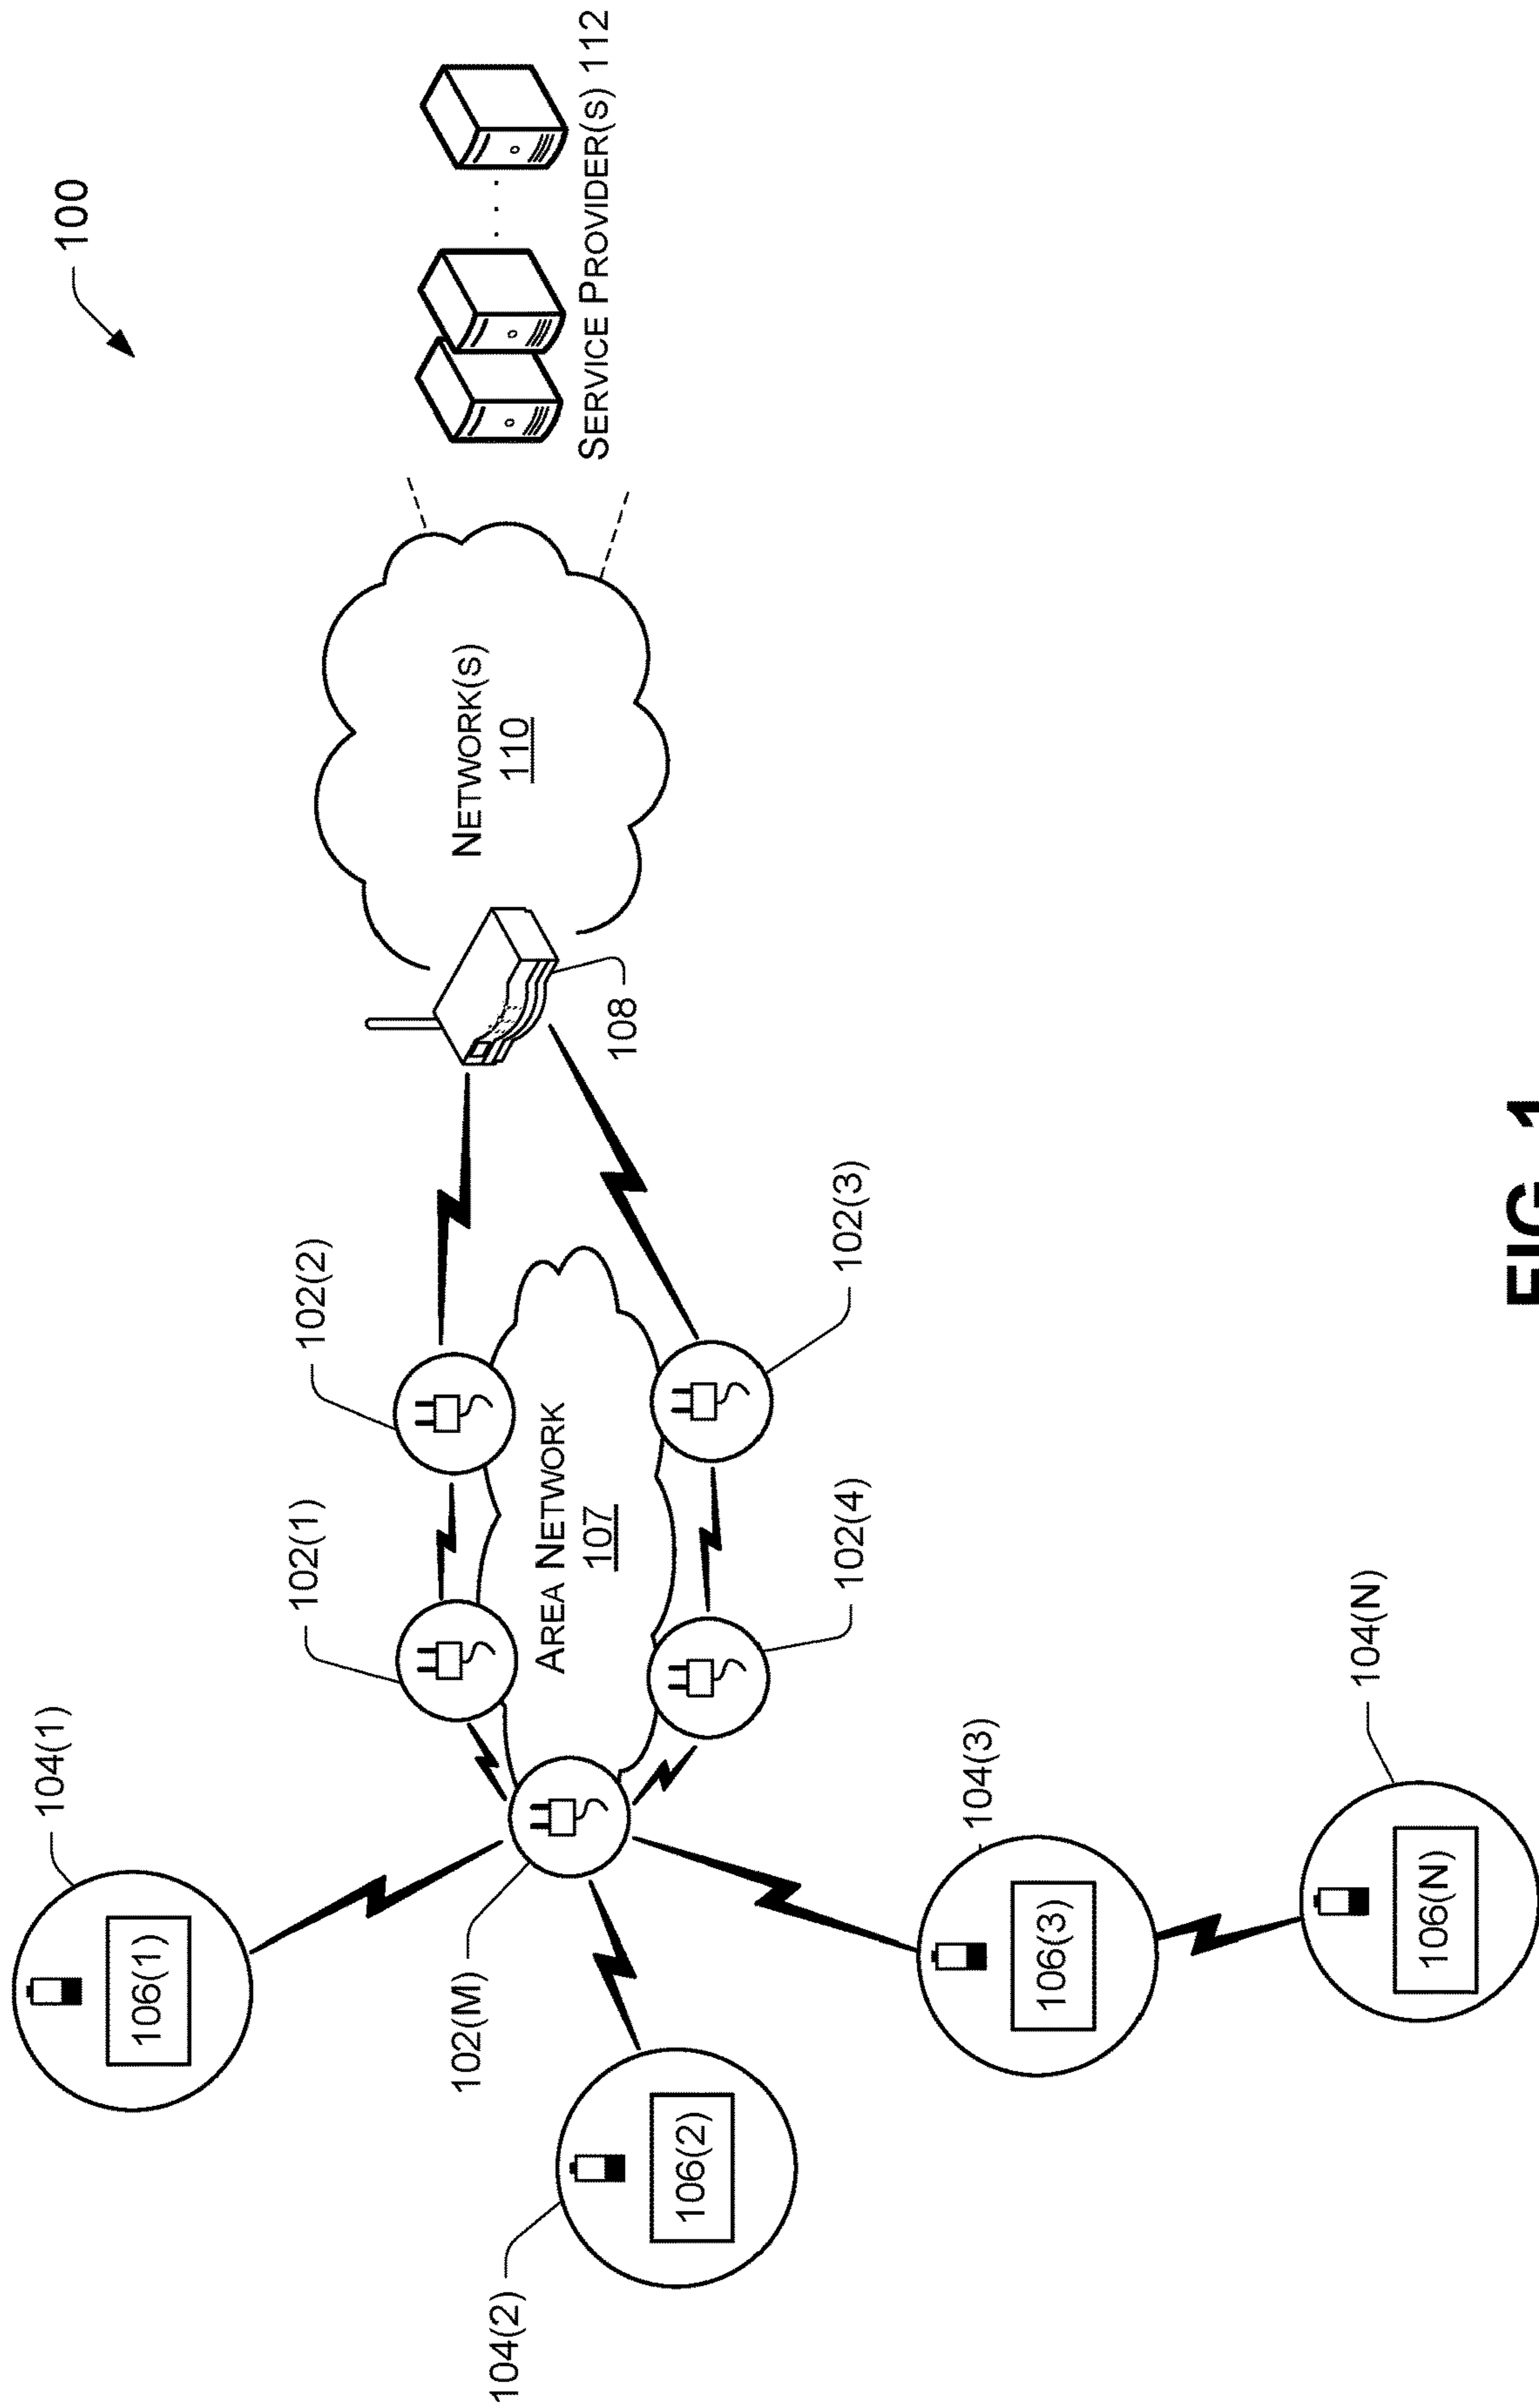 100
104(1)
106(1)
102(1)
102(2)
102(M)
AREA NETWORK
107
108
NETWORK(S)
110
SERVICE PROVIDER(S) 112
104(2)
106(2)
102(4)
102(3)
104(3)
106(3)
104(N)
106(N)
FIG. 1